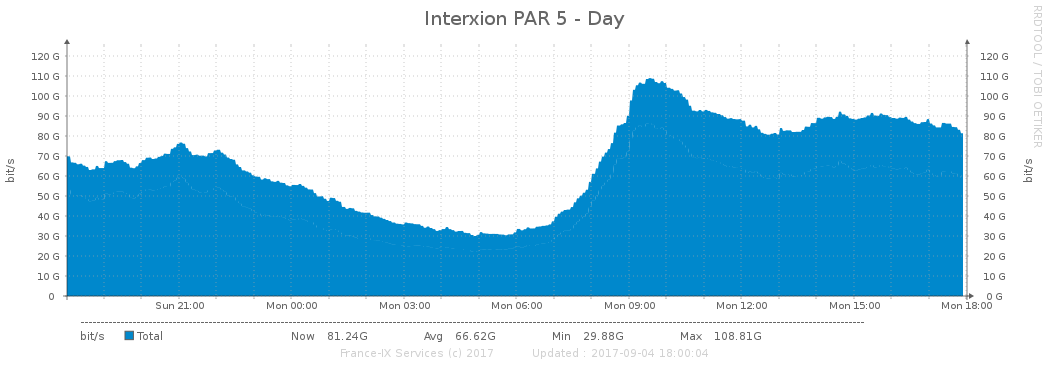 Interxion PAR 5 - Day
RRDTOOL / TOBI OETIKER
bit/s
120 G 120 G
110 G 110 G
100 G 100 G
90 G 90 G
80 G 80 G
70 G 70 G
60 G 60 G
50 G 50 G
40 G 40 G
30 G 30 G
20 G 20 G
10 G 10 G
0 0 G
bit/s
Sun 21:00 Mon 00:00 Mon 03:00 Mon 06:00 Mon 09:00 Mon 12:00 Mon 15:00 Mon 18:00
bit/s Total Now 81.24G Avg 66.62G Min 29.88G Max 108.81G
France-IX Services (c) 2017 Updated : 2017-09-04 18:00:04